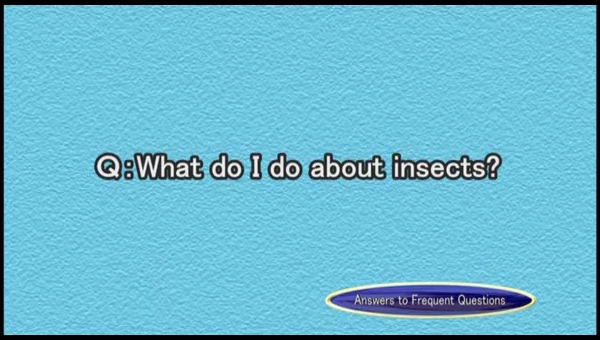 Q:What do I do about insects?
Answers to Frequent Questions